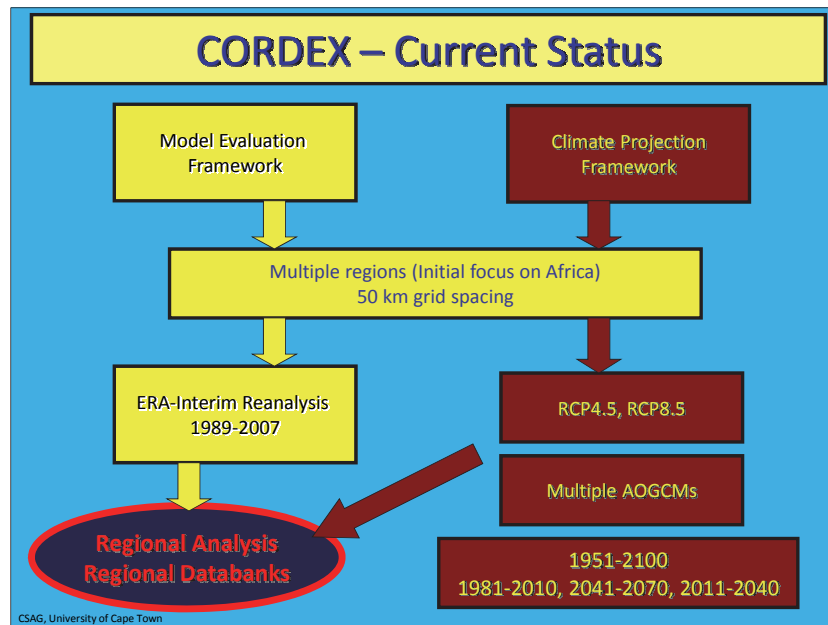 CORDEX – Current Status
Model Evaluation
Framework
Climate Projection
Framework
Multiple regions (Initial focus on Africa)
50 km grid spacing
ERA-Interim Reanalysis
1989-2007
RCP4.5, RCP8.5
Multiple AOGCMs
Regional Analysis
Regional Databanks
1951-2100
1981-2010, 2041-2070, 2011-2040
CSAG, University of Cape Town